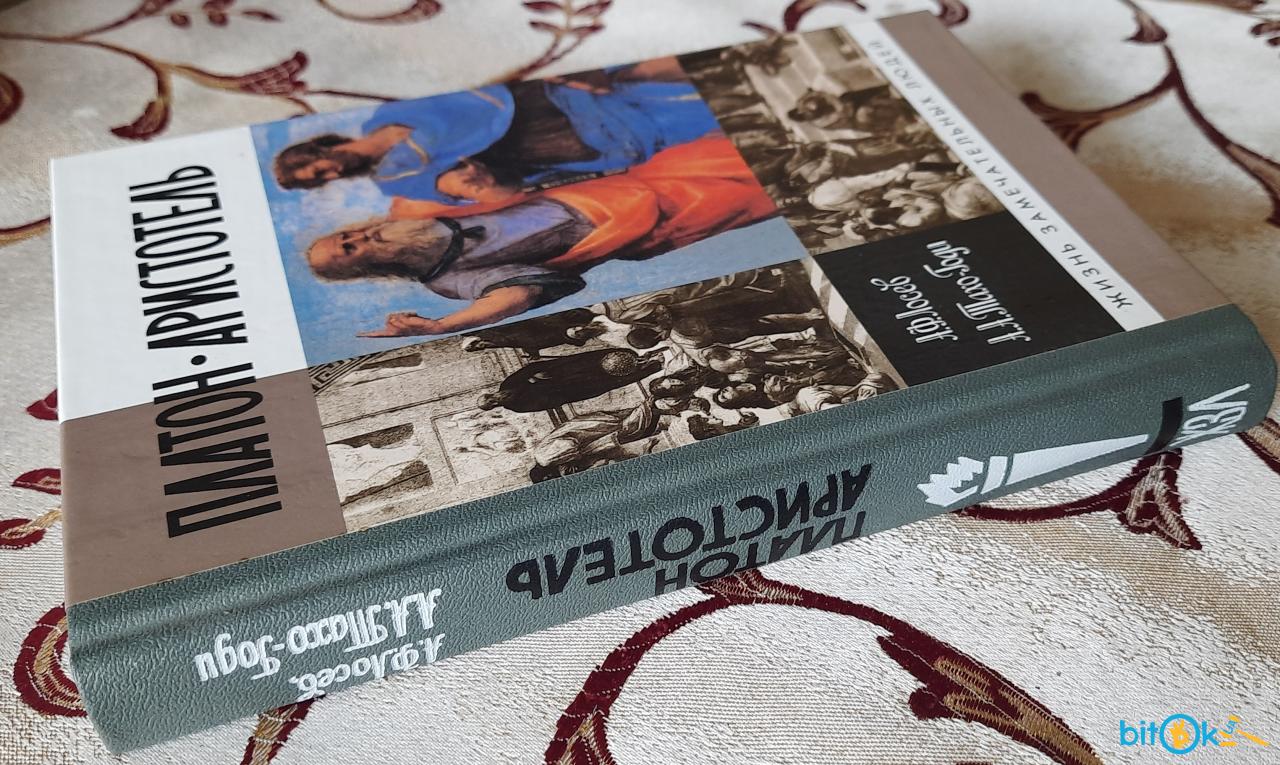 ЖИЗНЬ ЗАМЕЧАТЕЛЬНЫХ ЛЮДЕЙ
А.Ф.Лосев
А.А.Тахо-Годи
ПЛАТОН·АРИСТОТЕЛЬ
А.Ф.Лосев,
А.А.Тахо-Годи
ПЛАТОН
АРИСТОТЕЛЬ
ЖЗЛ
bitok